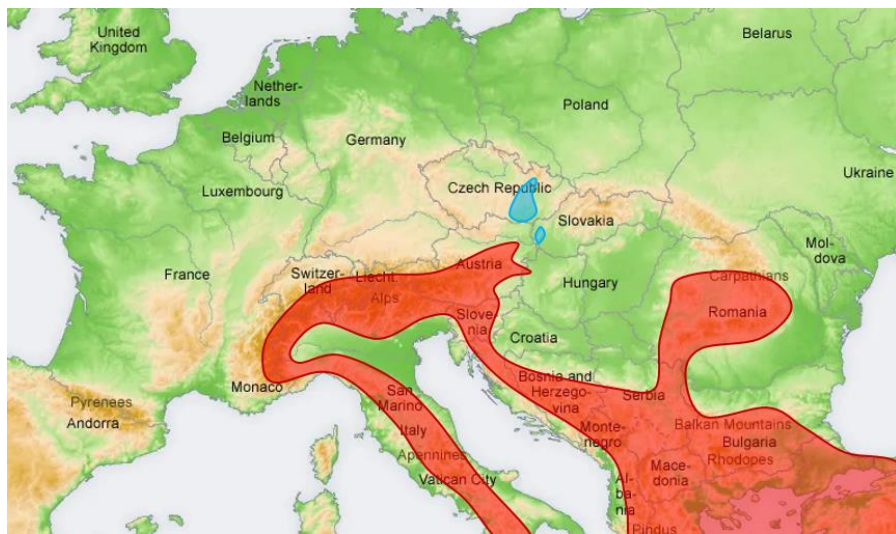 United
Kingdom
Belarus
Nether-
lands
Poland
Belgium
Germany
Ukraine
Luxembourg
Czech Republic
Slovakia
Mol-
dova
France
Switzer-
land
Liecht.
Austria
Alps
Hungary
Carpathians
Romania
Slove
nia
Croatia
Monaco
San
Marino
Bosnia and
Herzego-
vina
Serbia
Pyrenees
Andorra
Italy
Monte-
negro
Balkan Mountains
Bulgaria
Apennines
Rhodopes
Vatican City
Mace-
donia
Al-
ba-
nia
Pindus